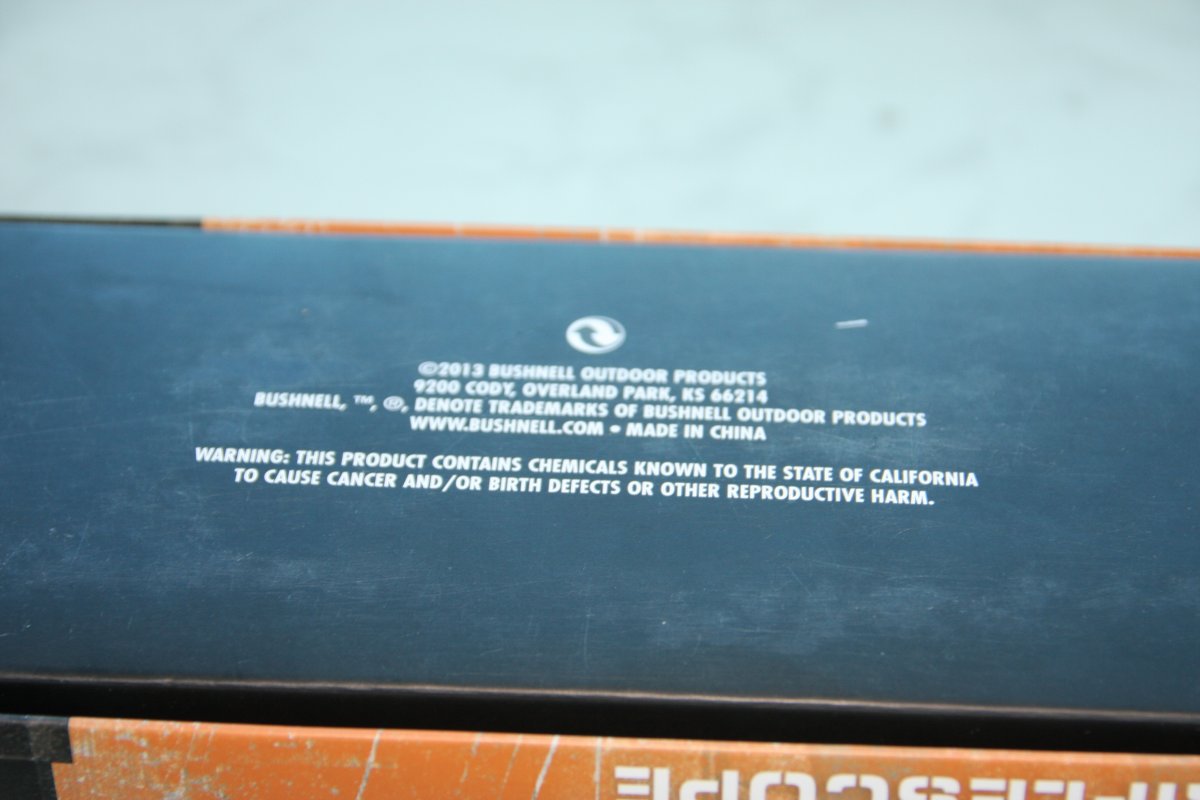 ©2013 BUSHNELL OUTDOOR PRODUCTS
9200 CODY, OVERLAND PARK, KS 66214
BUSHNELL, ™, ®, DENOTE TRADEMARKS OF BUSHNELL OUTDOOR PRODUCTS
WWW.BUSHNELL.COM • MADE IN CHINA
WARNING: THIS PRODUCT CONTAINS CHEMICALS KNOWN TO THE STATE OF CALIFORNIA
TO CAUSE CANCER AND/OR BIRTH DEFECTS OR OTHER REPRODUCTIVE HARM.